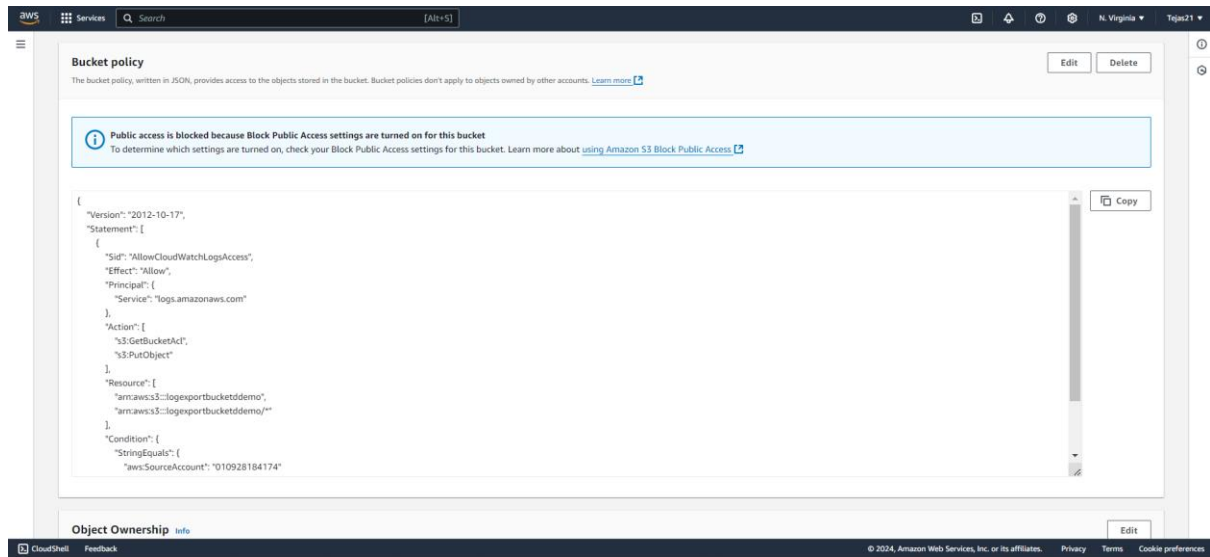 aws Services Search [Alt+S] N. Virginia Tejas21
Bucket policy
Edit Delete
The bucket policy, written in JSON, provides access to the objects stored in the bucket. Bucket policies don't apply to objects owned by other accounts. Learn more
Public access is blocked because Block Public Access settings are turned on for this bucket
To determine which settings are turned on, check your Block Public Access settings for this bucket. Learn more about using Amazon S3 Block Public Access
Copy
{
"Version": "2012-10-17",
"Statement": [
{
"Sid": "AllowCloudWatchLogsAccess",
"Effect": "Allow",
"Principal": {
"Service": "logs.amazonaws.com"
},
"Action": [
"s3:GetBucketAcl",
"s3:PutObject"
],
"Resource": [
"arn:aws:s3:::logexportbucketddemo",
"arn:aws:s3:::logexportbucketddemo/*"
],
"Condition": {
"StringEquals": {
"aws:SourceAccount": "010928184174"
Object Ownership Info
Edit
CloudShell Feedback © 2024, Amazon Web Services, Inc. or its affiliates. Privacy Terms Cookie preferences